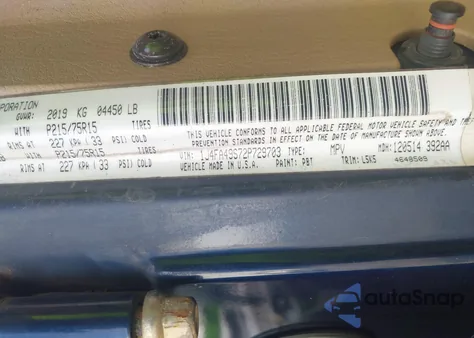 PORATION
GVWR: 2019 KG 04450 LB
WITH P215/75R15 TIRES
RIMS AT 227 KPA ( 33 PSI) COLD
WITH P215/75R15 TIRES
RIMS AT 227 KPA ( 33 PSI) COLD
THIS VEHICLE CONFORMS TO ALL APPLICABLE FEDERAL MOTOR VEHICLE SAFETY AND
PREVENTION STANDARDS IN EFFECT ON THE DATE OF MANUFACTURE SHOWN ABOVE.
VIN: 1J4FA49S72P729703 TYPE: MPV MDH: 120514 392AA
VEHICLE MADE IN U.S.A. PAINT: PBT TRIM: L5K5 4648509
autoSnap